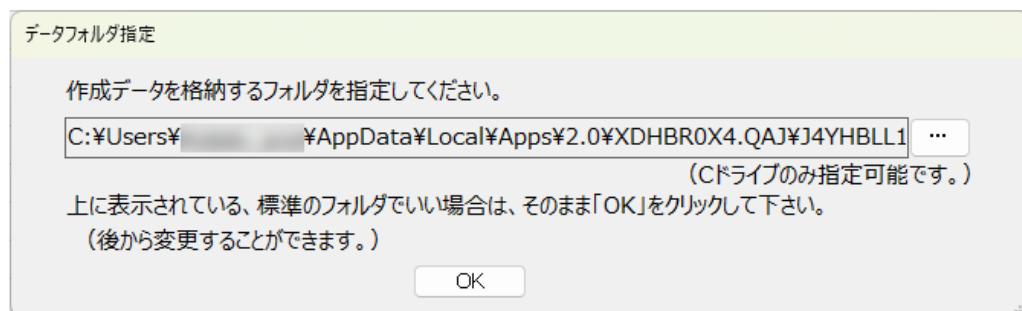 データフォルダ指定
作成データを格納するフォルダを指定してください。
C:¥Users¥ ¥AppData¥Local¥Apps¥2.0¥XDHBR0X4.QAJ¥J4YHBLL1 ...
(Cドライブのみ指定可能です。)
上に表示されている、標準のフォルダでいい場合は、そのまま「OK」をクリックして下さい。
(後から変更することができます。)
OK